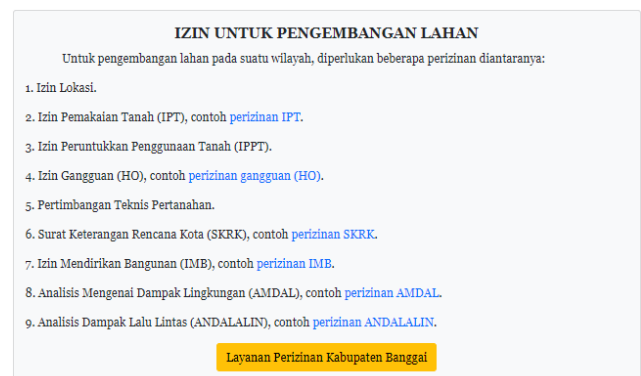 IZIN UNTUK PENGEMBANGAN LAHAN
Untuk pengembangan lahan pada suatu wilayah, diperlukan beberapa perizinan diantaranya:
1. Izin Lokasi.
2. Izin Pemakaian Tanah (IPT), contoh perizinan IPT.
3. Izin Peruntukkan Penggunaan Tanah (IPPT).
4. Izin Gangguan (HO), contoh perizinan gangguan (HO).
5. Pertimbangan Teknis Pertanahan.
6. Surat Keterangan Rencana Kota (SKRK), contoh perizinan SKRK.
7. Izin Mendirikan Bangunan (IMB), contoh perizinan IMB.
8. Analisis Mengenai Dampak Lingkungan (AMDAL), contoh perizinan AMDAL.
9. Analisis Dampak Lalu Lintas (ANDALALIN), contoh perizinan ANDALALIN.
Layanan Perizinan Kabupaten Banggai